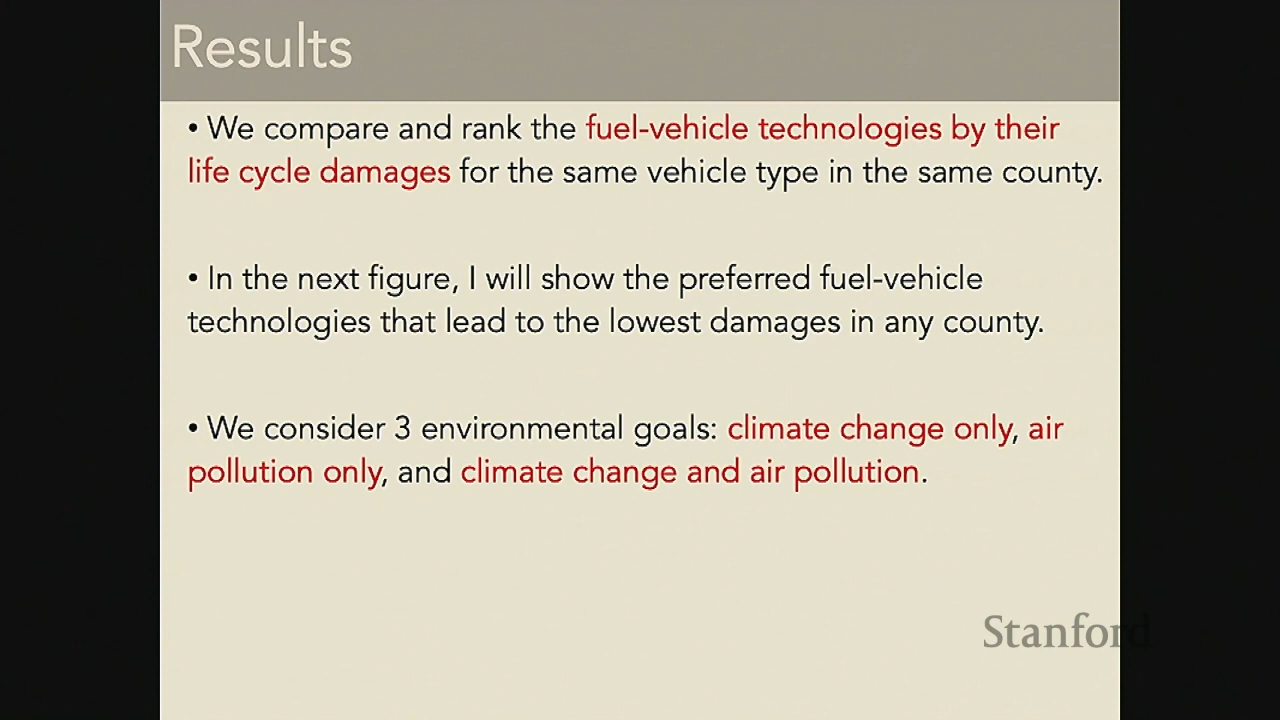 Results
• We compare and rank the fuel-vehicle technologies by their
life cycle damages for the same vehicle type in the same county.
• In the next figure, I will show the preferred fuel-vehicle
technologies that lead to the lowest damages in any county.
• We consider 3 environmental goals: climate change only, air
pollution only, and climate change and air pollution.
Stanford